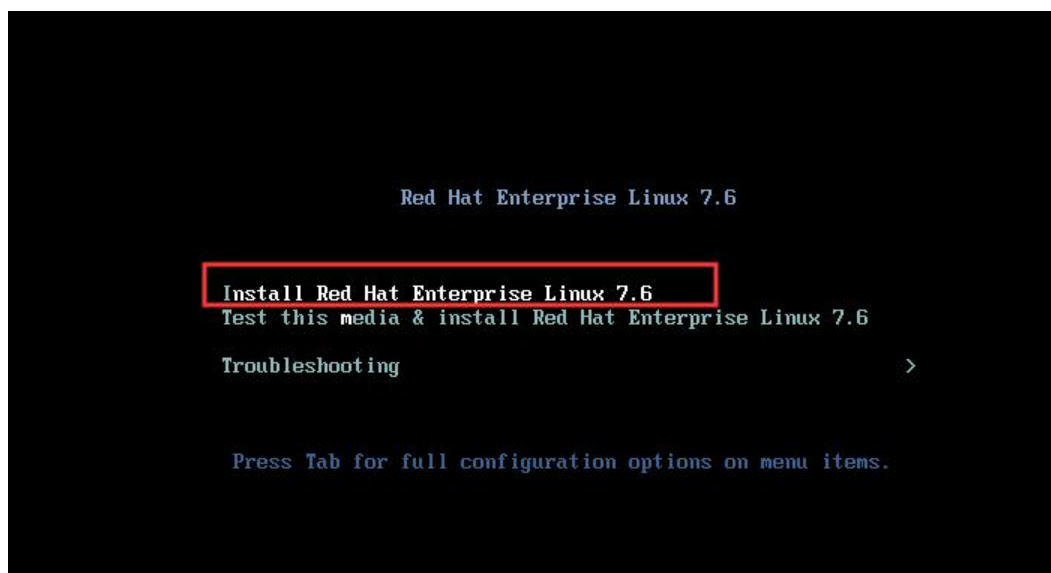 Red Hat Enterprise Linux 7.6
Install Red Hat Enterprise Linux 7.6
Test this media & install Red Hat Enterprise Linux 7.6
Troubleshooting >
Press Tab for full configuration options on menu items.